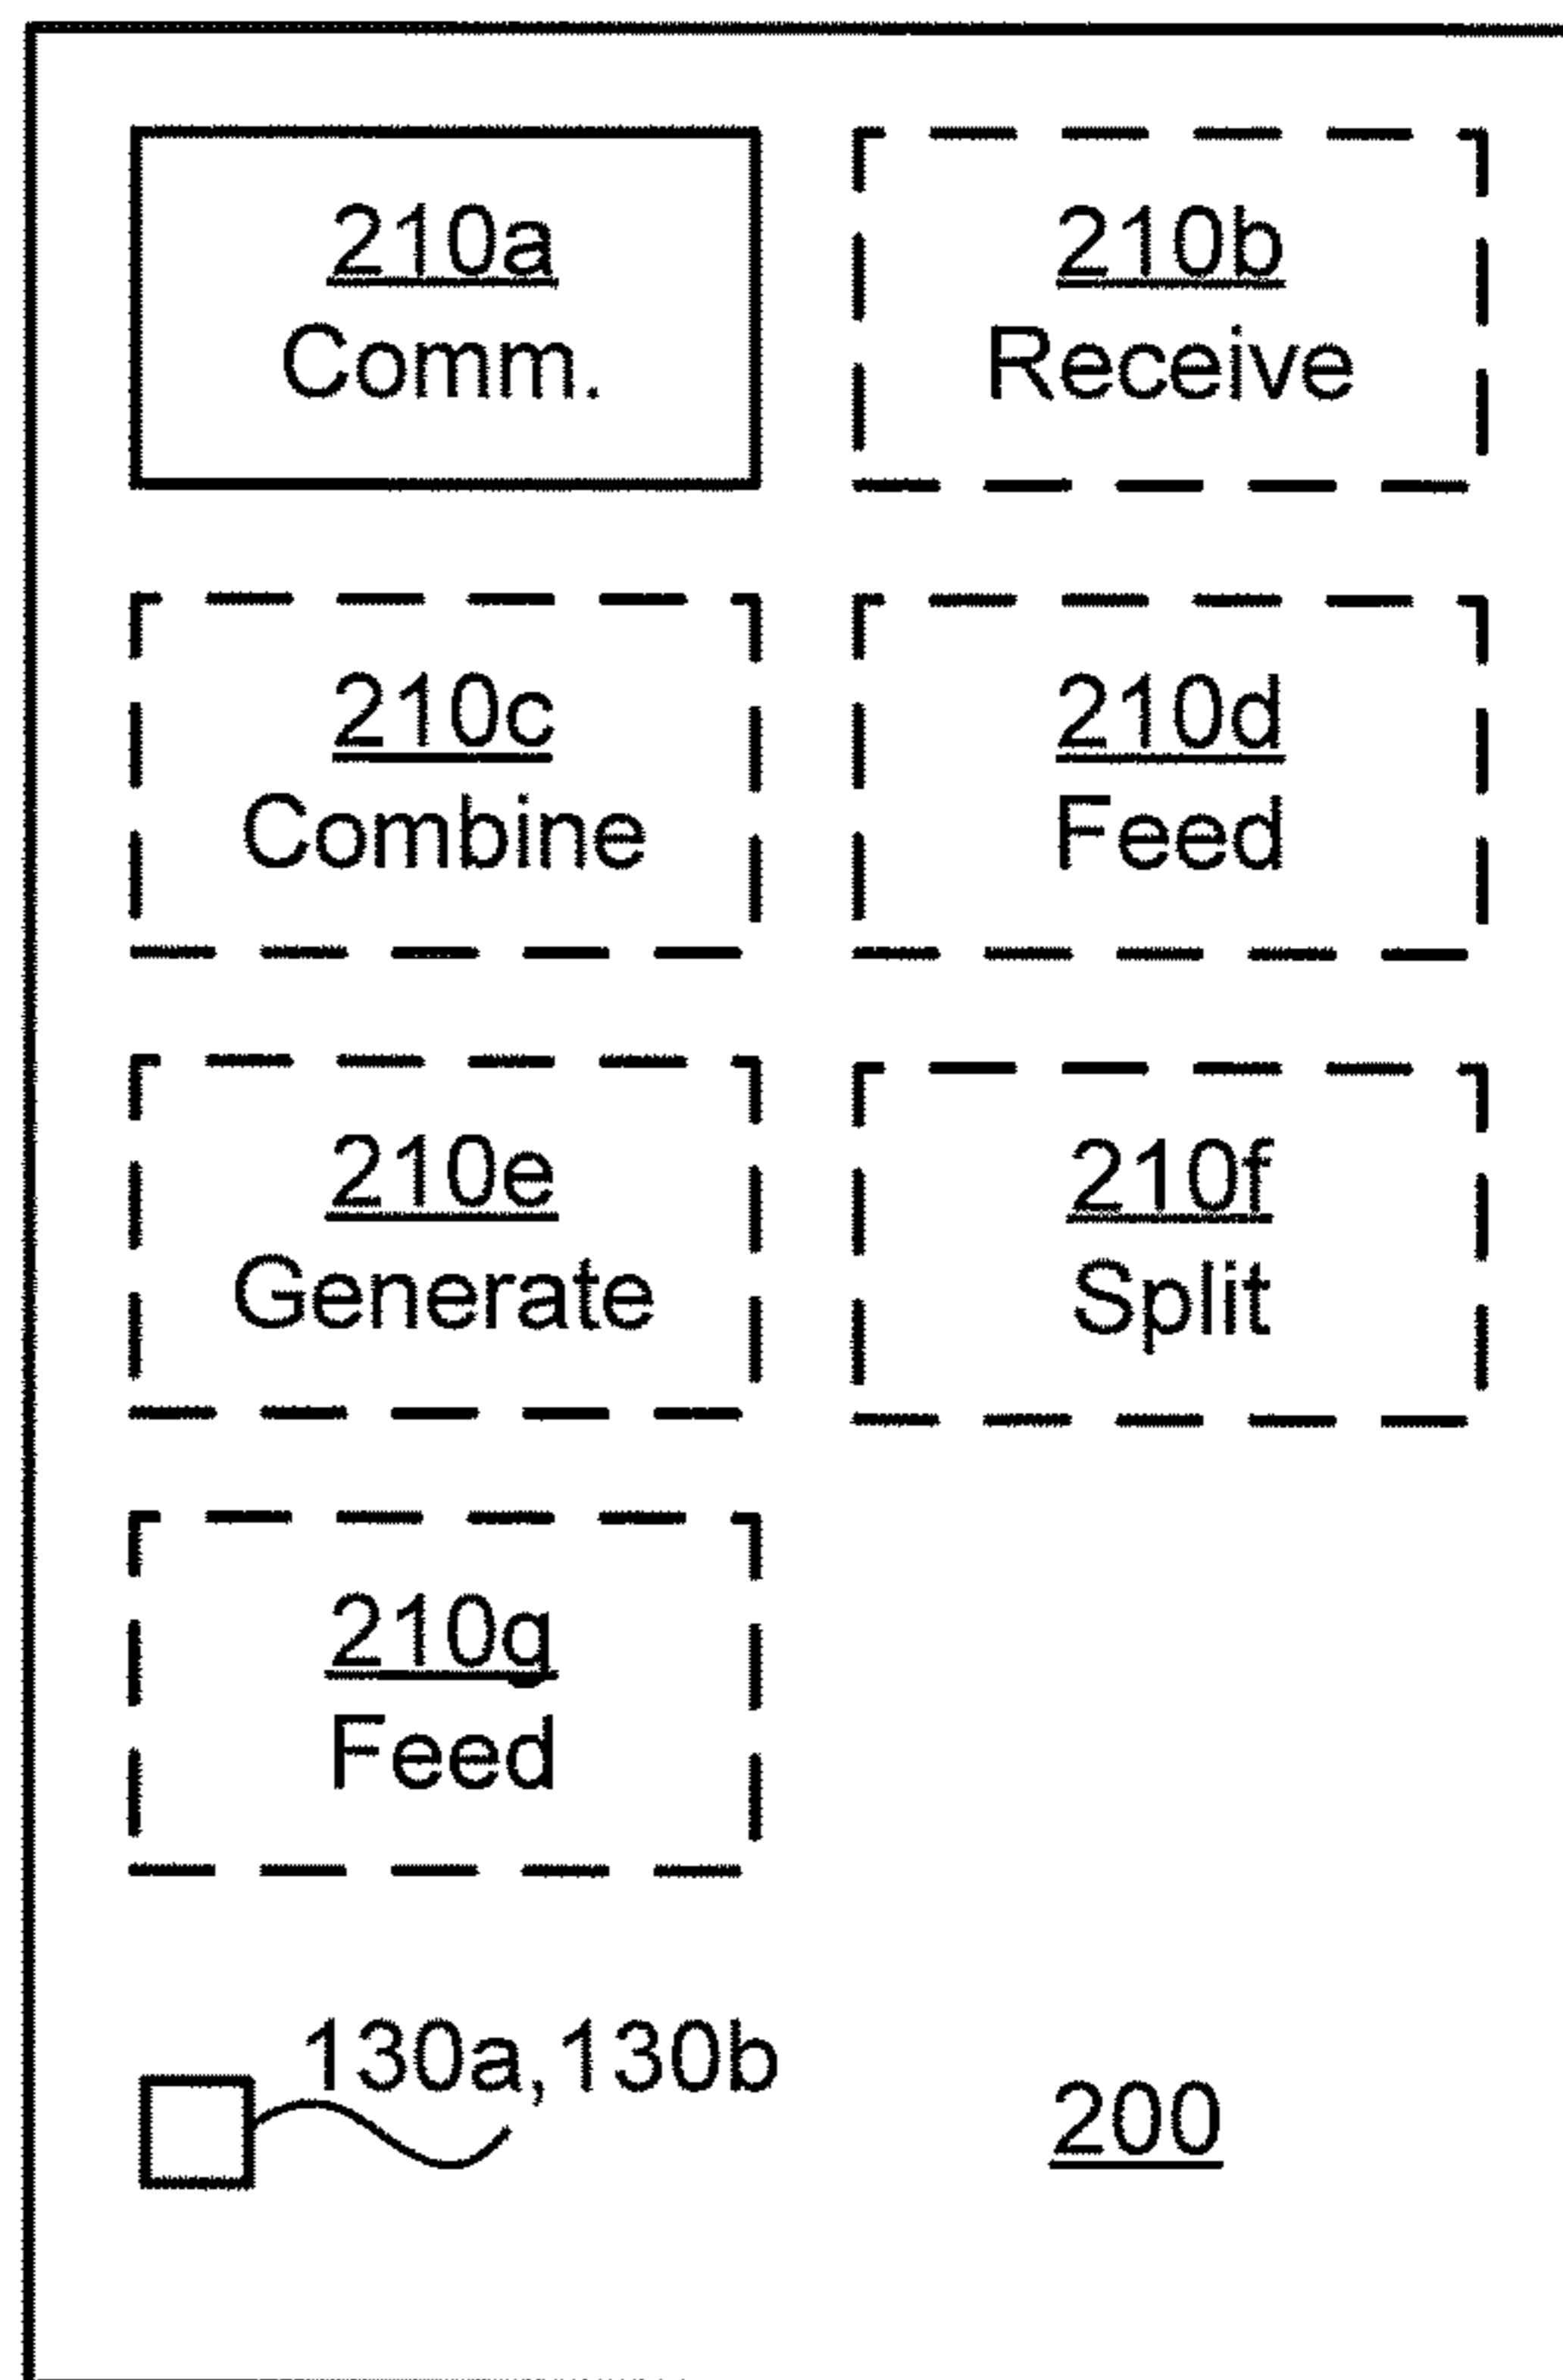 210a
Comm.
210b
Receive
210c
Combine
210d
Feed
210e
Generate
210f
Split
210g
Feed
130a,130b
200